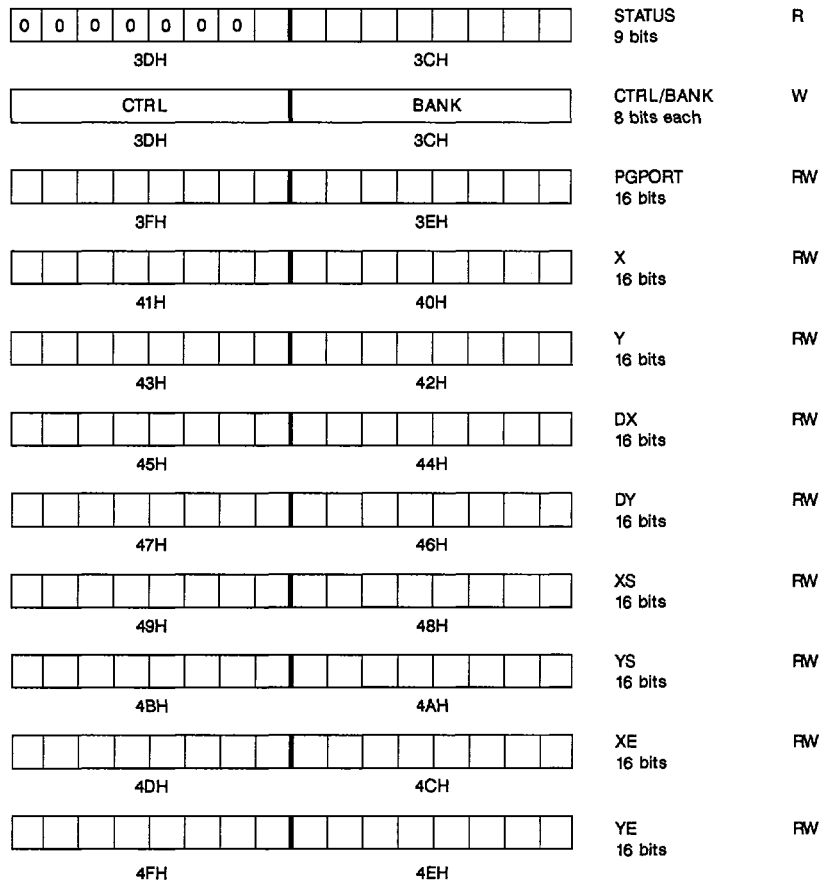 0 0 0 0 0 0 0
STATUS R
9 bits
3DH 3CH
CTRL BANK
CTRL/BANK W
8 bits each
3DH 3CH
PGPORT RW
16 bits
3FH 3EH
X RW
16 bits
41H 40H
Y RW
16 bits
43H 42H
DX RW
16 bits
45H 44H
DY RW
16 bits
47H 46H
XS RW
16 bits
49H 48H
YS RW
16 bits
4BH 4AH
XE RW
16 bits
4DH 4CH
YE RW
16 bits
4FH 4EH